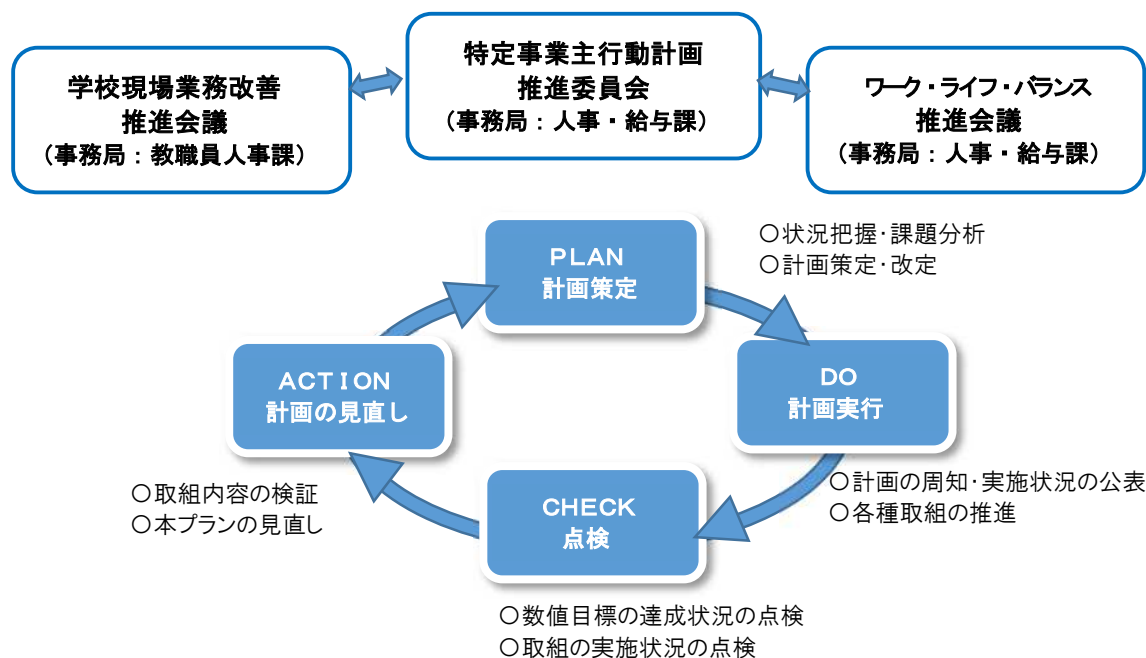 学校現場業務改善
推進会議
（事務局：教職員人事課）
特定事業主行動計画
推進委員会
（事務局：人事・給与課）
ワーク・ライフ・バランス
推進会議
（事務局：人事・給与課）
ＰＬＡＮ
計画策定
〇状況把握・課題分析
〇計画策定・改定
ＤＯ
計画実行
〇計画の周知・実施状況の公表
〇各種取組の推進
ＣＨＥＣＫ
点検
〇数値目標の達成状況の点検
〇取組の実施状況の点検
ＡＣＴＩＯＮ
計画の見直し
〇取組内容の検証
〇本プランの見直し